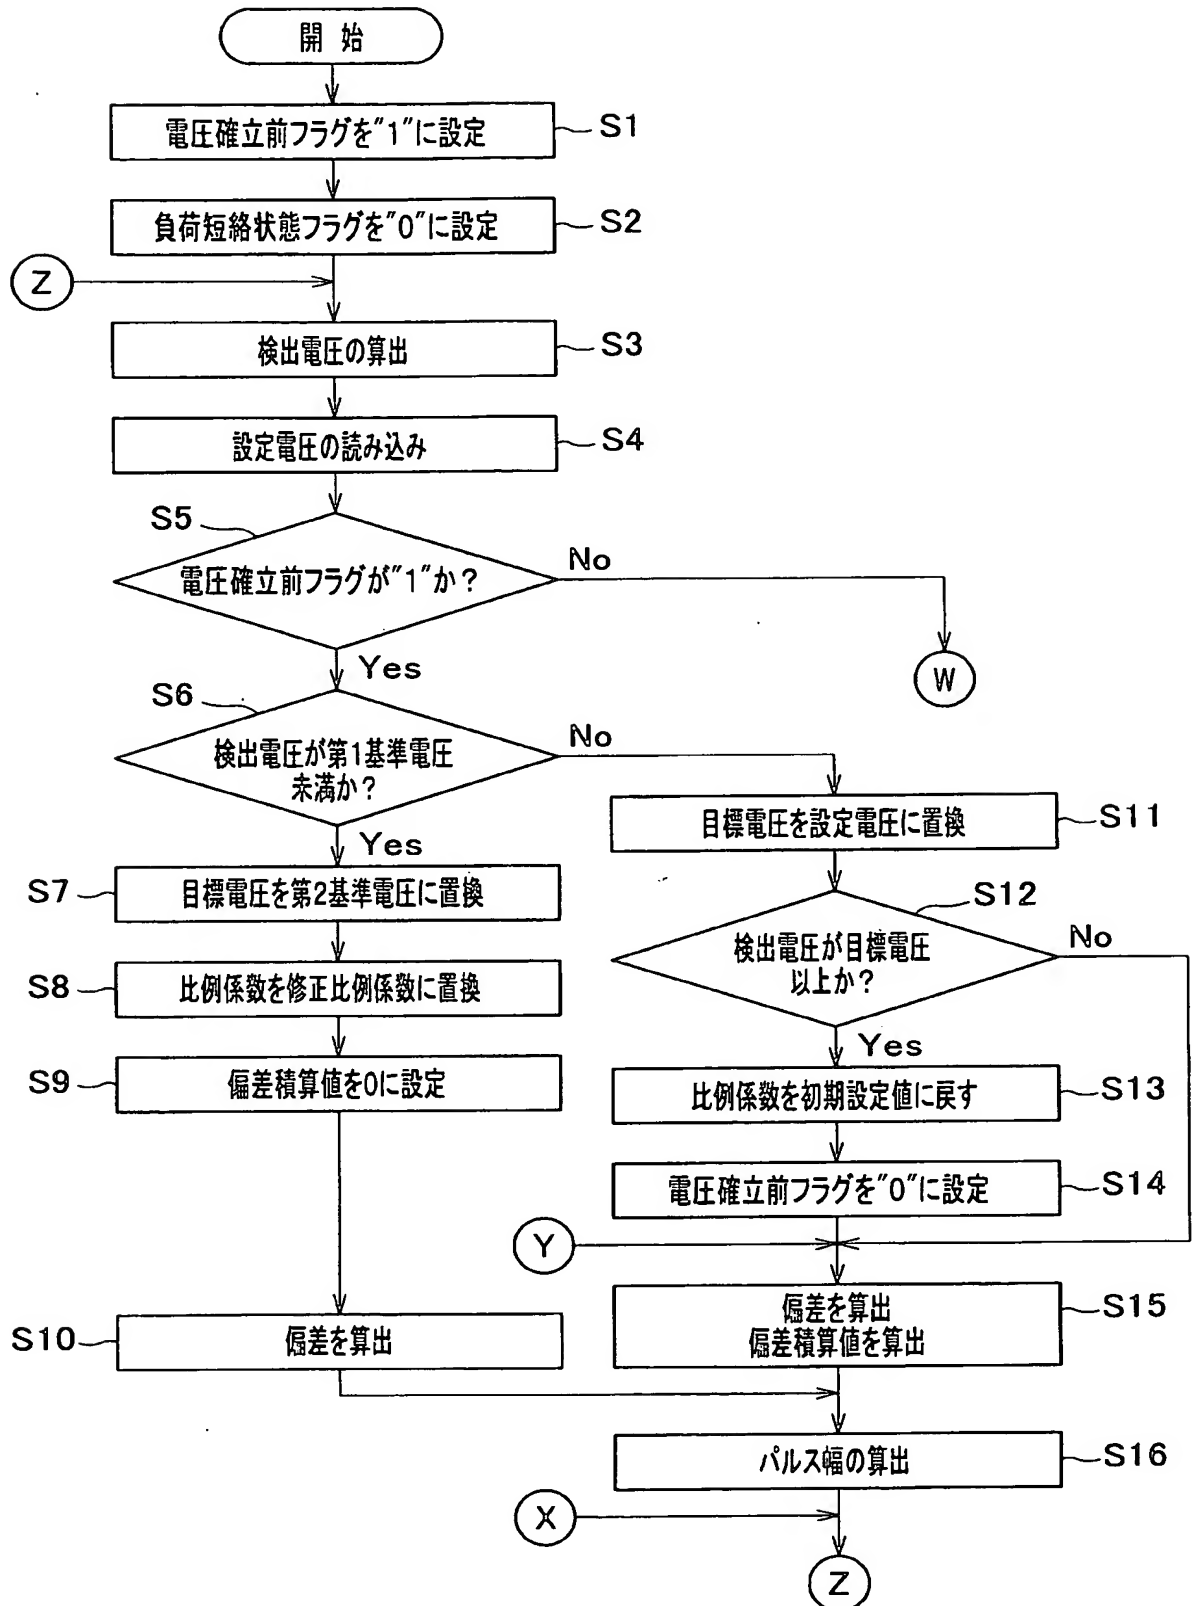 開始
電圧確立前フラグを"1"に設定
S1
負荷短絡状態フラグを"0"に設定
S2
Z
検出電圧の算出
S3
設定電圧の読み込み
S4
S5
電圧確立前フラグが"1"か？
No
W
Yes
S6
検出電圧が第1基準電圧
未満か？
No
Yes
目標電圧を設定電圧に置換
S11
S7
目標電圧を第2基準電圧に置換
S12
検出電圧が目標電圧
以上か？
No
Yes
S8
比例係数を修正比例係数に置換
S9
偏差積算値を0に設定
比例係数を初期設定値に戻す
S13
電圧確立前フラグを"0"に設定
S14
Y
S10
偏差を算出
偏差を算出
偏差積算値を算出
S15
パルス幅の算出
S16
X
Z